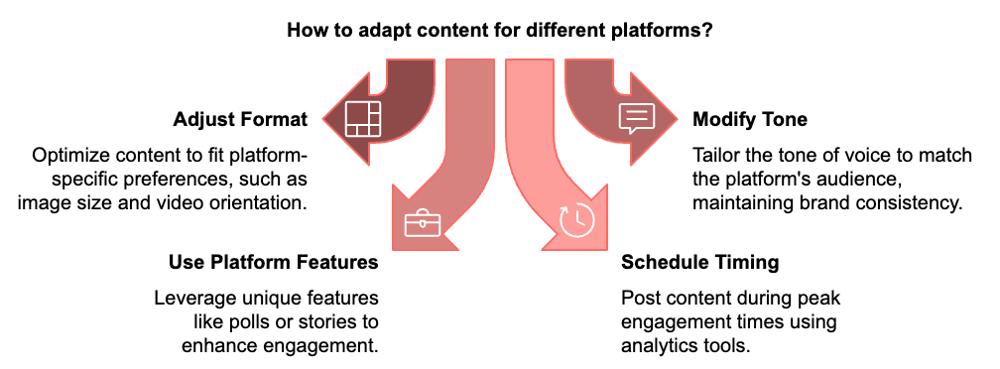 How to adapt content for different platforms?
Adjust Format
Optimize content to fit platform-
specific preferences, such as
image size and video orientation.
Modify Tone
Tailor the tone of voice to match
the platform's audience,
maintaining brand consistency.
Use Platform Features
Leverage unique features
like polls or stories to
enhance engagement.
Schedule Timing
Post content during peak
engagement times using
analytics tools.